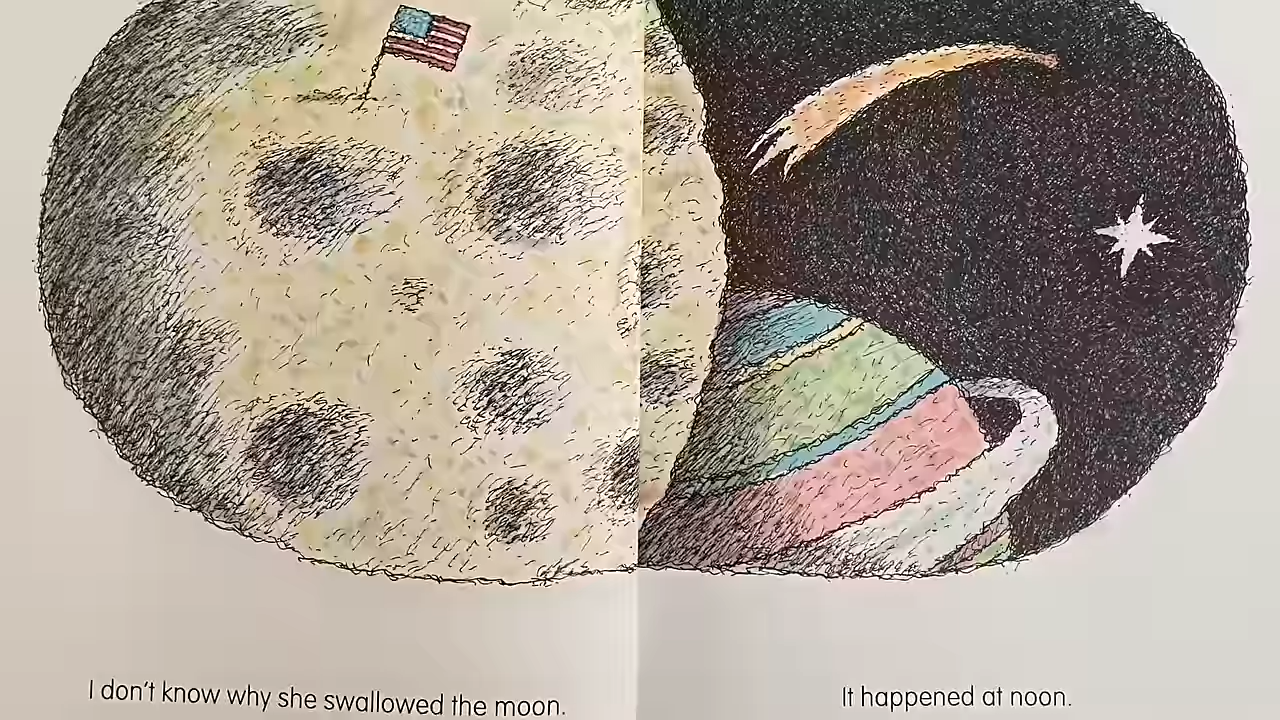 I don't know why she swallowed the moon.
It happened at noon.